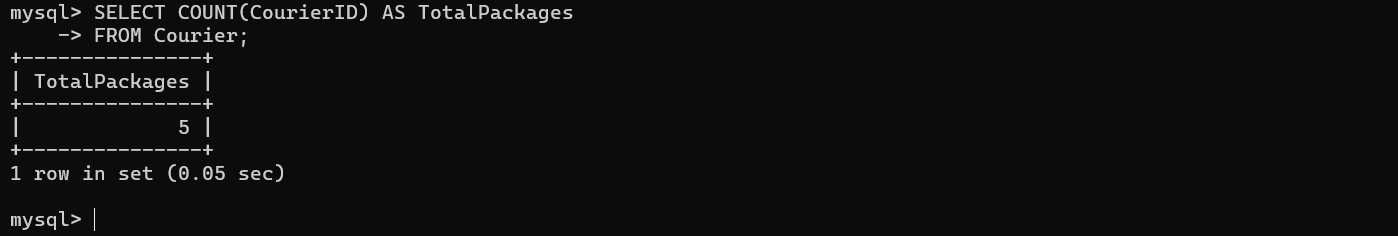 mysql> SELECT COUNT(CourierID) AS TotalPackages
    -> FROM Courier;
+---------------+
| TotalPackages |
+---------------+
|             5 |
+---------------+
1 row in set (0.05 sec)

mysql>